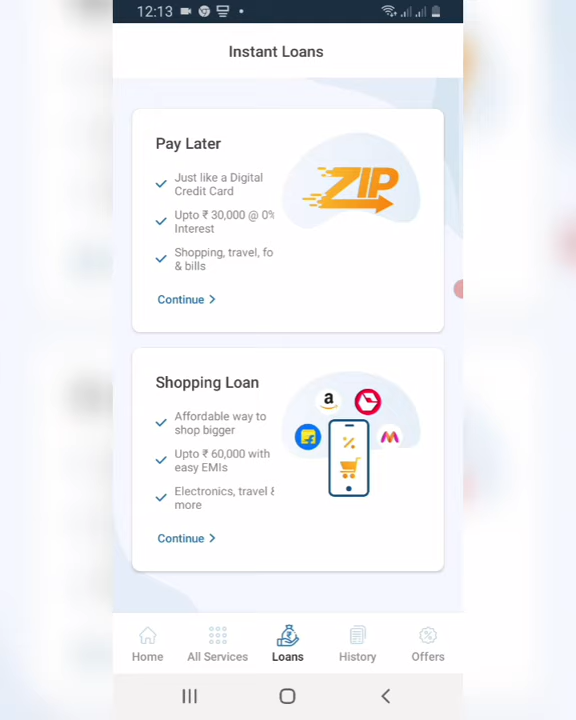 12:13
Instant Loans
Pay Later
Just like a Digital
Credit Card
Upto ₹ 30,000 @ 0%
Interest
Shopping, travel, fo
& bills
Continue >
ZIP
Shopping Loan
Affordable way to
shop bigger
Upto ₹ 60,000 with
easy EMIs
Electronics, travel &
more
Continue >
Home
All Services
Loans
History
Offers